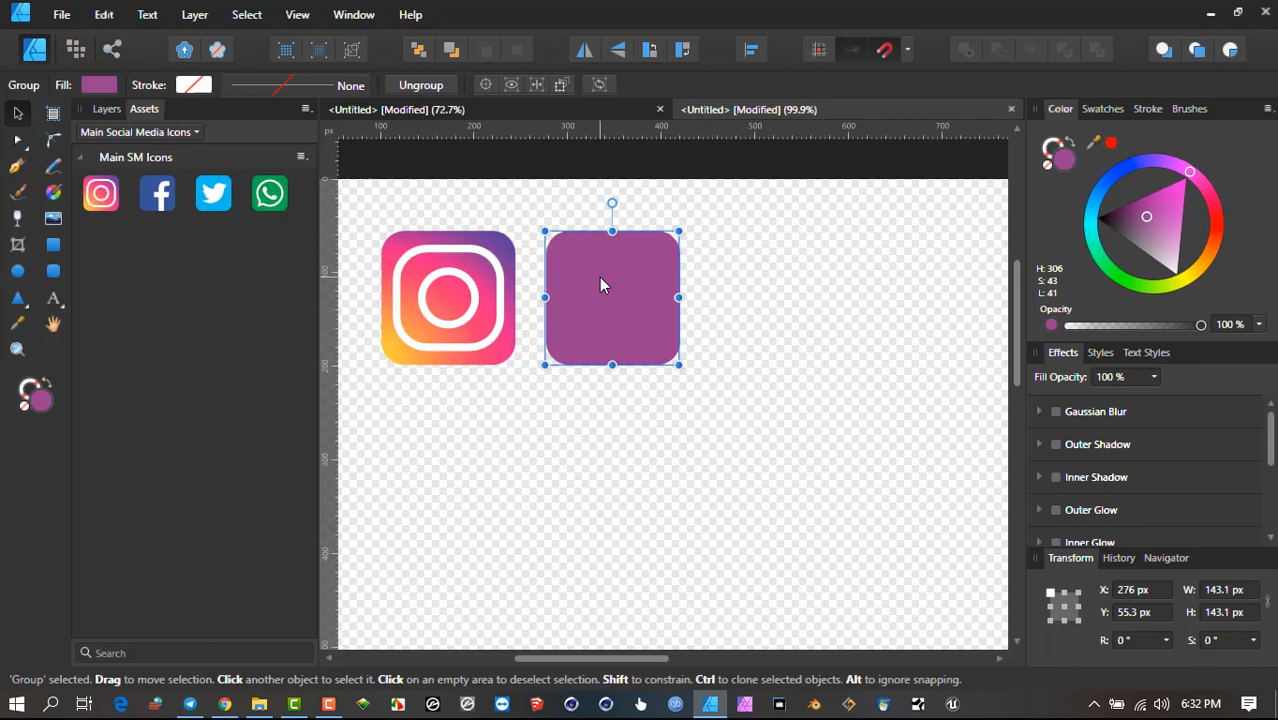 File Edit Text Layer Select View Window Help
Group Fill: Stroke: None Ungroup
Layers Assets
<Untitled> [Modified] (72.7%)
<Untitled> [Modified] (99.9%)
Color Swatches Stroke Brushes
Main Social Media Icons
px 100 200 300 400 500 600 700
Main SM Icons
0
100
200
300
400
H: 306
S: 43
L: 41
Opacity
100 %
Effects Styles Text Styles
Fill Opacity: 100 %
Gaussian Blur
Outer Shadow
Inner Shadow
Outer Glow
Inner Glow
Transform History Navigator
X: 276 px W: 143.1 px
Y: 55.3 px H: 143.1 px
R: 0 ° S: 0 °
Search
'Group' selected. Drag to move selection. Click another object to select it. Click on an empty area to deselect selection. Shift to constrain. Ctrl to clone selected objects. Alt to ignore snapping.
6:32 PM